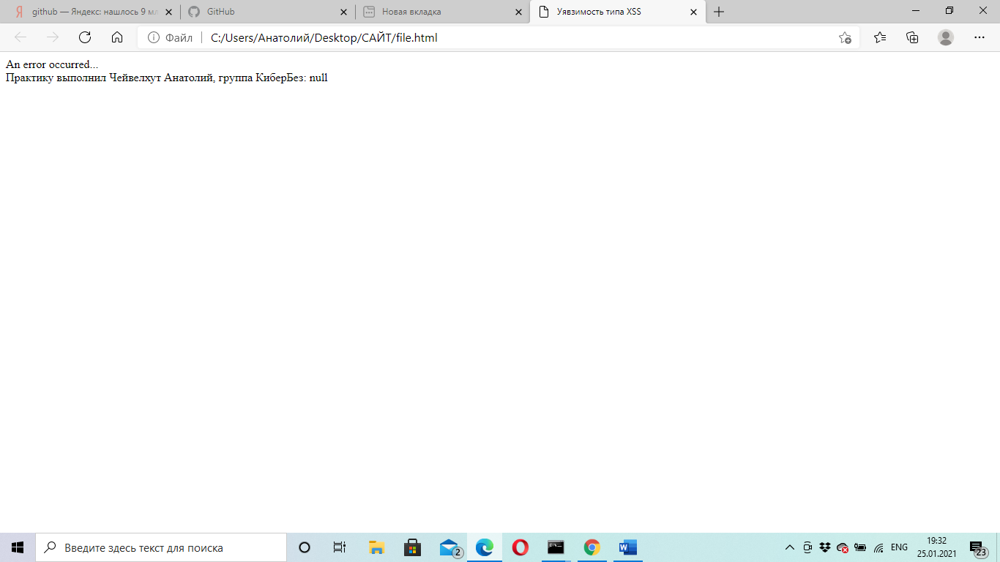 github — Яндекс: нашлось 9 мл
GitHub
Новая вкладка
Уявзимость типа XSS
Файл
C:/Users/Анатолий/Desktop/САЙТ/file.html
An error occurred...
Практику выполнил Чейвелхут Анатолий, группа КиберБез: null
Введите здесь текст для поиска
2
ENG
19:32
25.01.2021
23